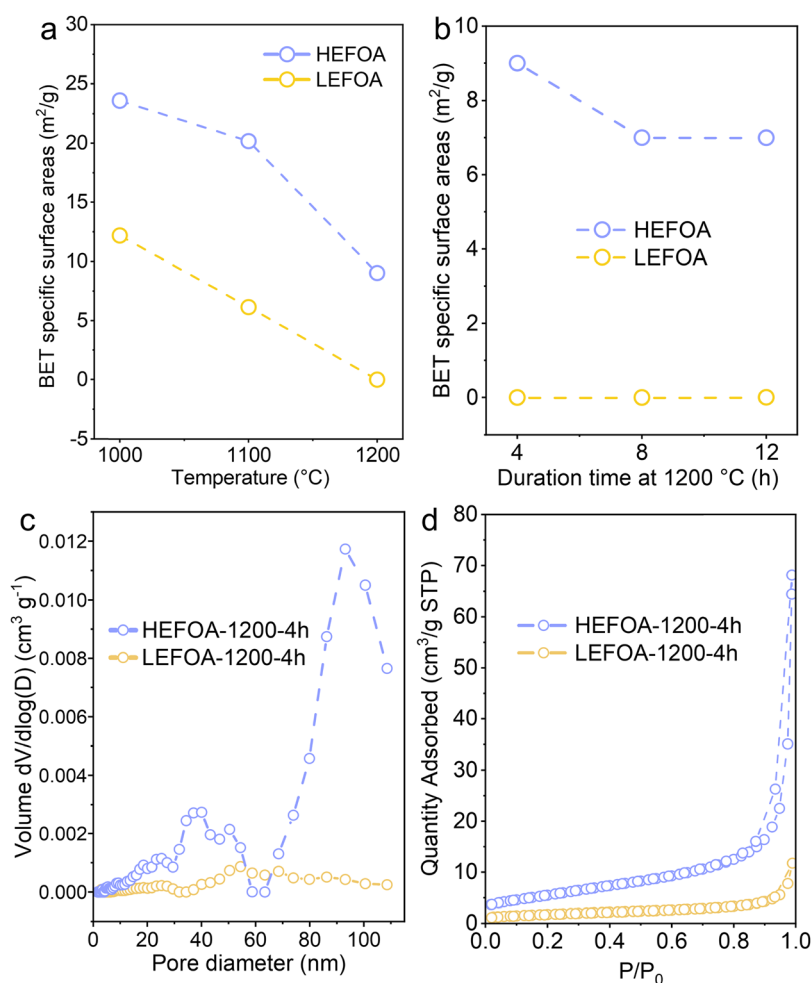 a
30
25
20
15
10
5
0
-5
BET specific surface areas (m²/g)
HEFOA
LEFOA
1000 1100 1200
Temperature (°C)
b
10
8
6
4
2
0
BET specific surface areas (m²/g)
HEFOA
LEFOA
4 8 12
Duration time at 1200 °C (h)
c
0.012
0.010
0.008
0.006
0.004
0.002
0.000
Volume dV/dlog(D) (cm³ g⁻¹)
HEFOA-1200-4h
LEFOA-1200-4h
0 20 40 60 80 100
Pore diameter (nm)
d
80
70
60
50
40
30
20
10
0
Quantity Adsorbed (cm³/g STP)
HEFOA-1200-4h
LEFOA-1200-4h
0.0 0.2 0.4 0.6 0.8 1.0
P/P₀